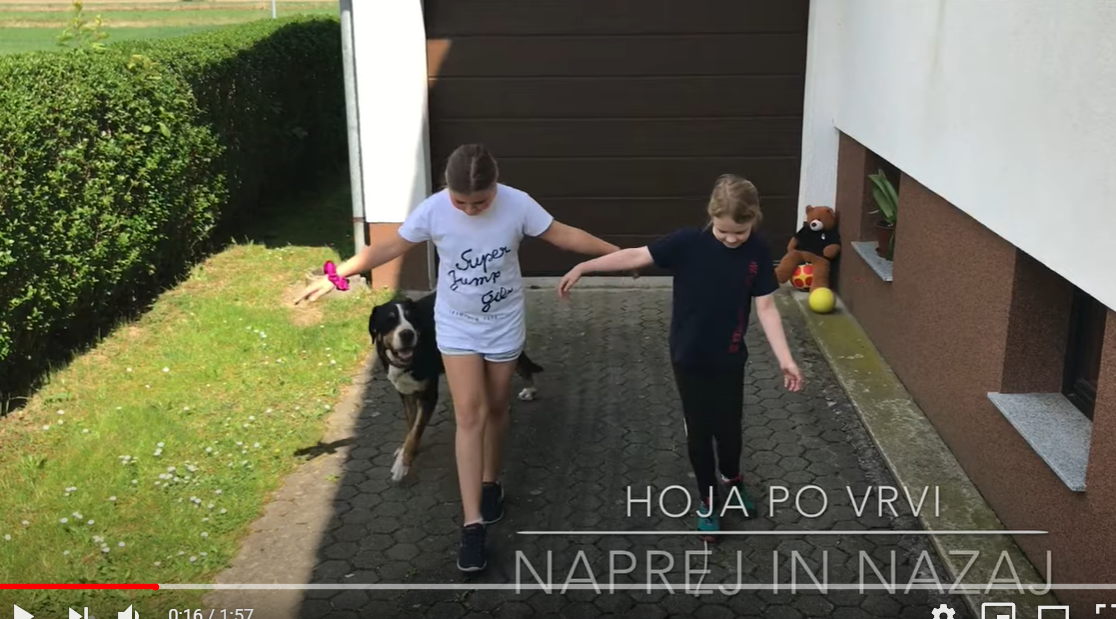 Super
Jump
HOJA PO VRVI
NAPREJ IN NAZAJ
0:16 / 1:57